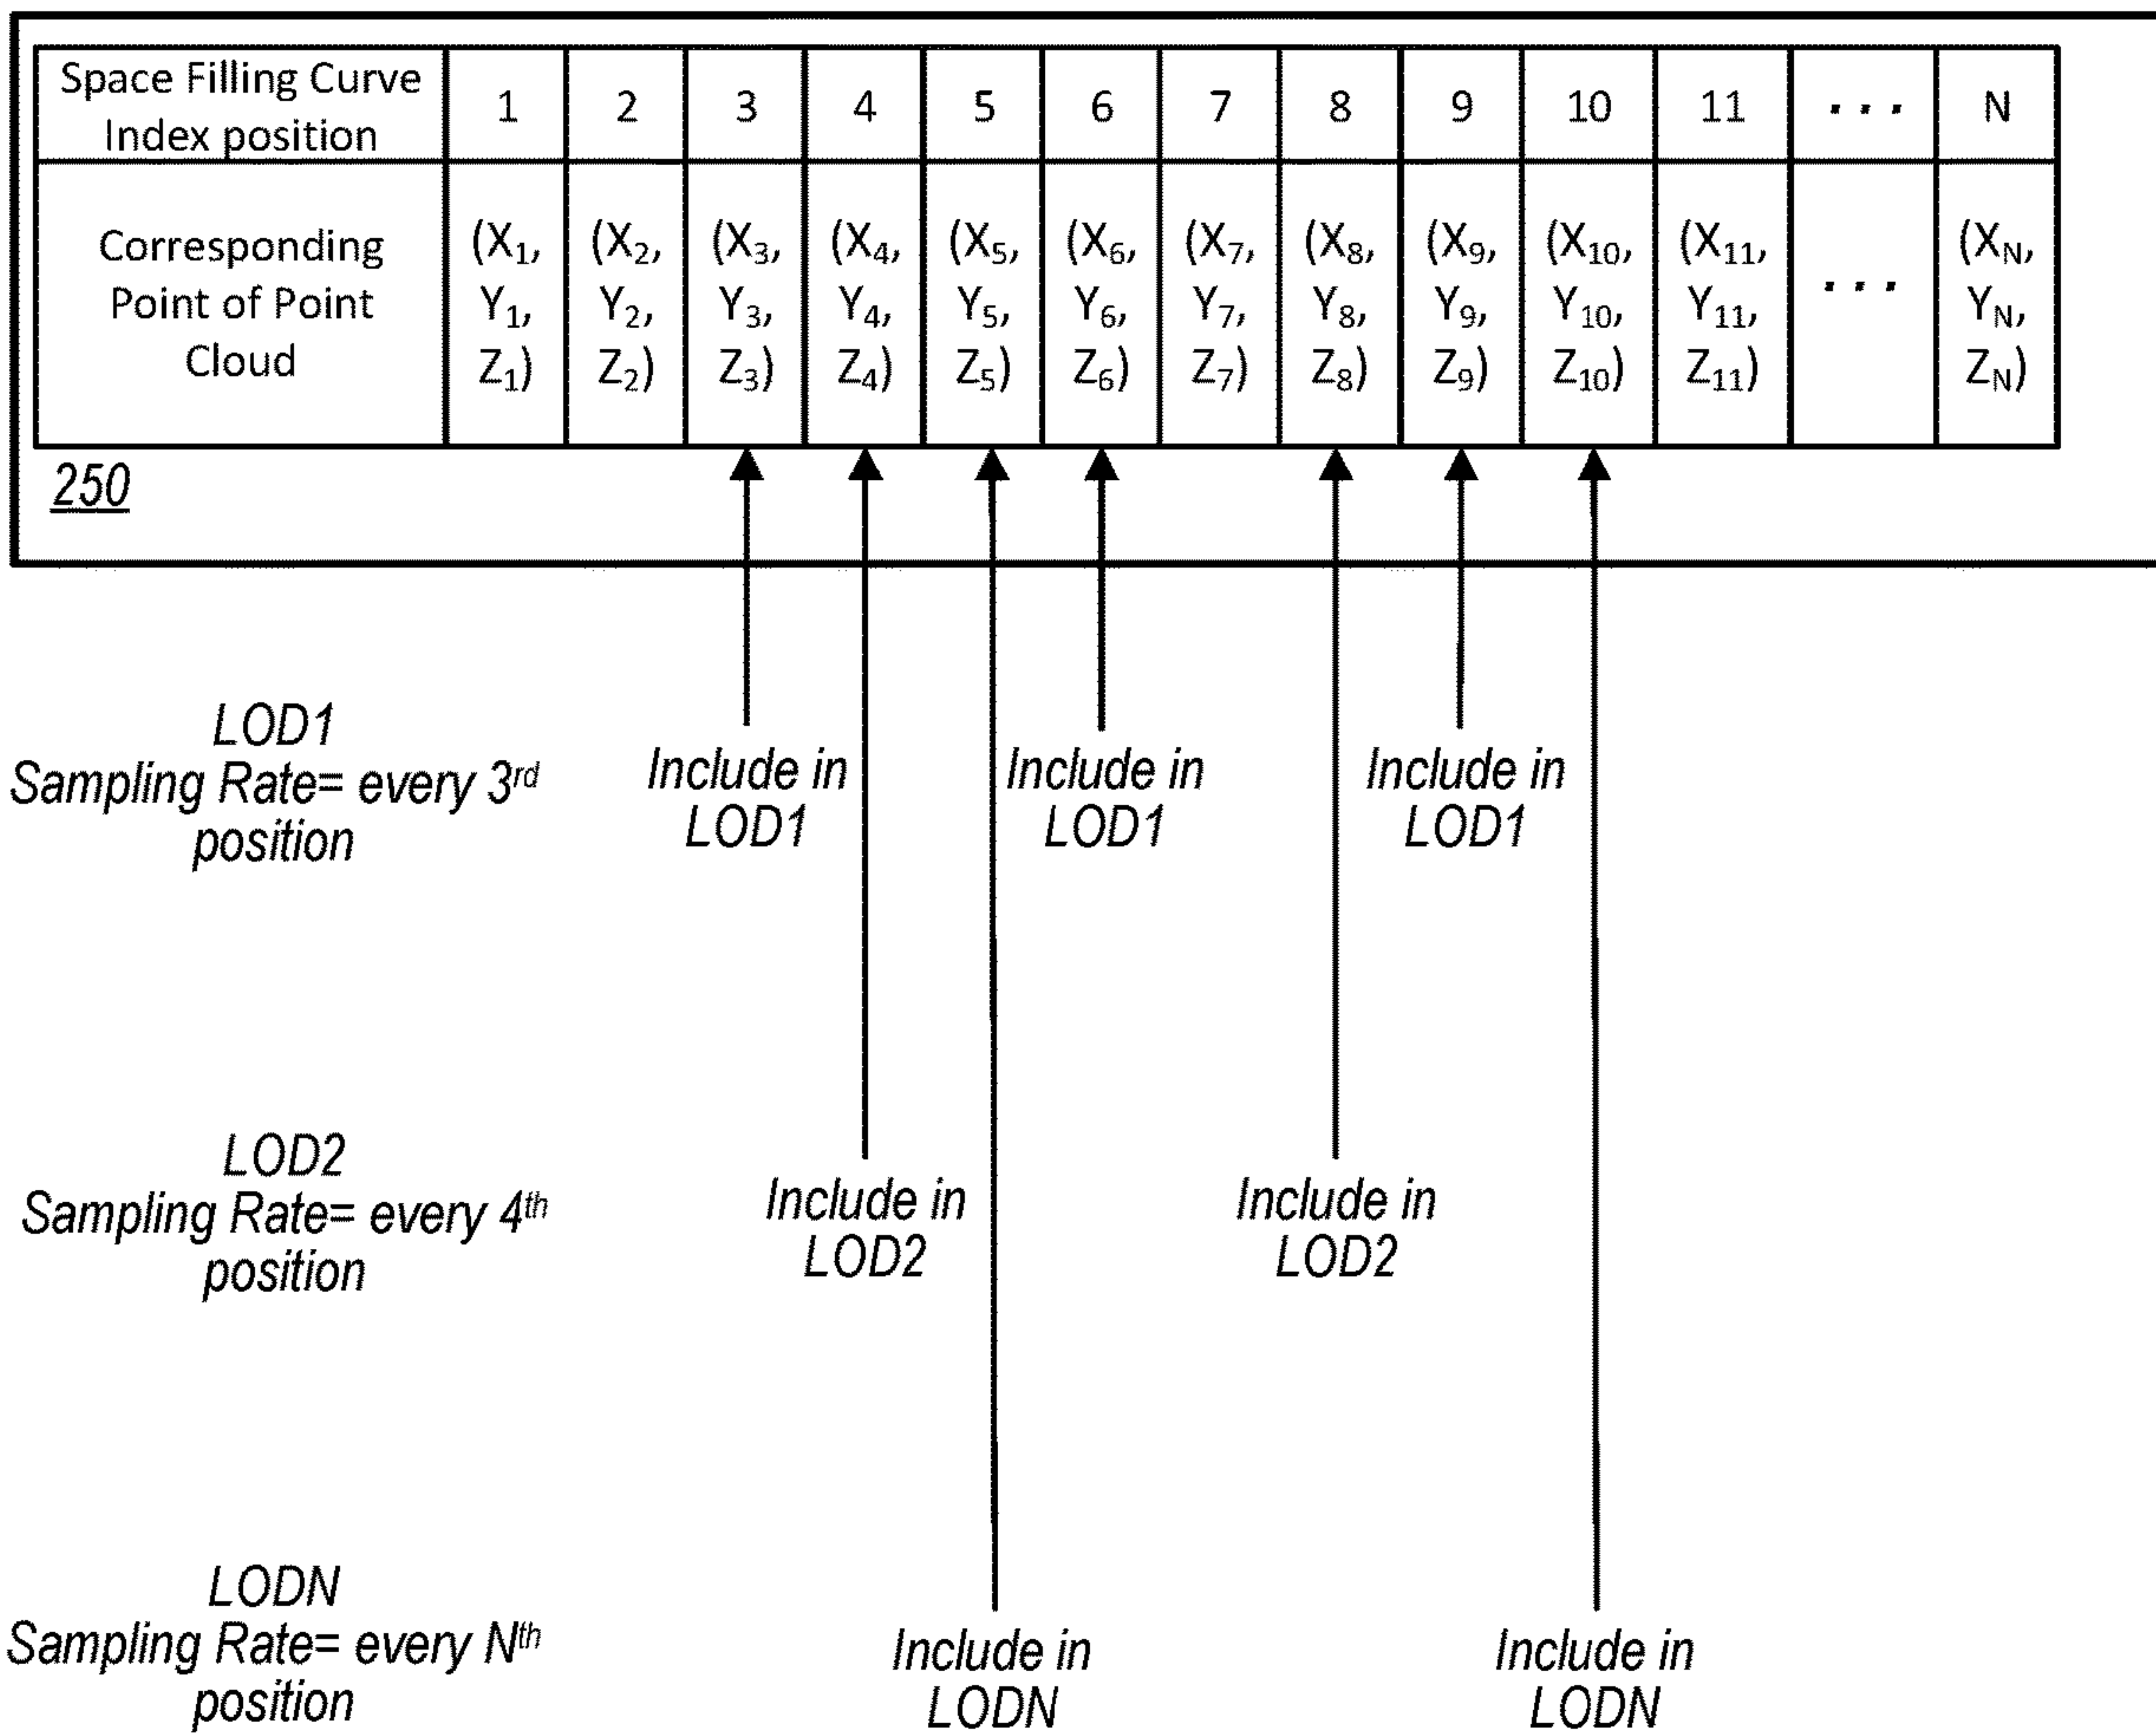 Space Filling Curve
Index position
1 2 3 4 5 6 7 8 9 10 11 ... N
Corresponding
Point of Point
Cloud
(X₁, (X₂, (X₃, (X₄, (X₅, (X₆, (X₇, (X₈, (X₉, (X₁₀, (X₁₁, ... (X_N,
Y₁, Y₂, Y₃, Y₄, Y₅, Y₆, Y₇, Y₈, Y₉, Y₁₀, Y₁₁, Y_N,
Z₁) Z₂) Z₃) Z₄) Z₅) Z₆) Z₇) Z₈) Z₉) Z₁₀) Z₁₁) Z_N)
250
LOD1
Sampling Rate= every 3rd
position
Include in
LOD1
Include in
LOD1
Include in
LOD1
LOD2
Sampling Rate= every 4th
position
Include in
LOD2
Include in
LOD2
LODN
Sampling Rate= every Nth
position
Include in
LODN
Include in
LODN